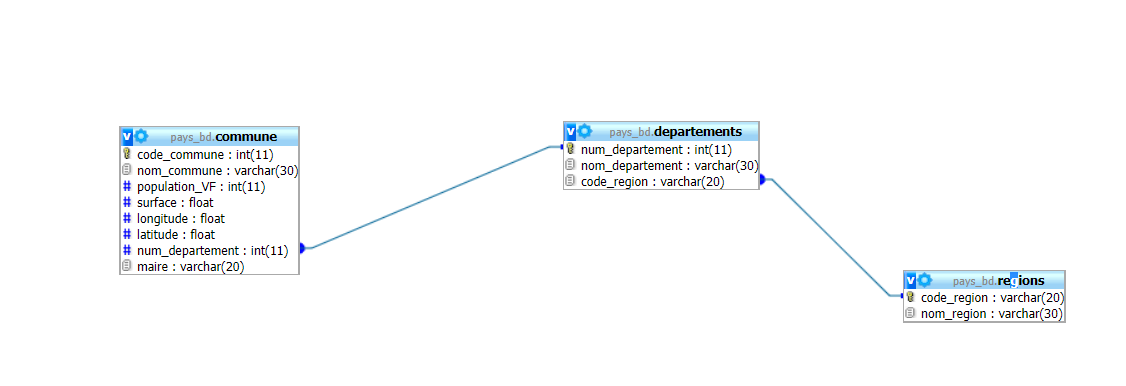 pays_bd.commune
code_commune : int(11)
nom_commune : varchar(30)
population_VF : int(11)
surface : float
longitude : float
latitude : float
num_departement : int(11)
maire : varchar(20)
pays_bd.departements
num_departement : int(11)
nom_departement : varchar(30)
code_region : varchar(20)
pays_bd.regions
code_region : varchar(20)
nom_region : varchar(30)